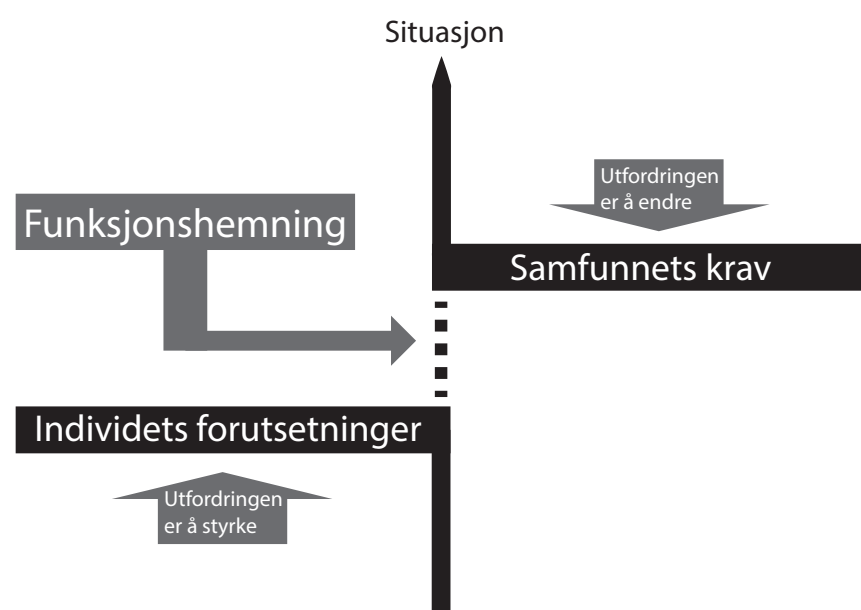 Situasjon
Utfordringen
er å endre
Funksjonshemning
Samfunnets krav
Individets forutsetninger
Utfordringen
er å styrke